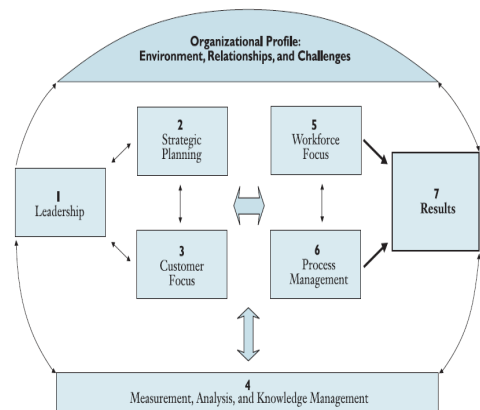 Organizational Profile:
Environment, Relationships, and Challenges
2
Strategic
Planning
5
Workforce
Focus
1
Leadership
7
Results
3
Customer
Focus
6
Process
Management
4
Measurement, Analysis, and Knowledge Management